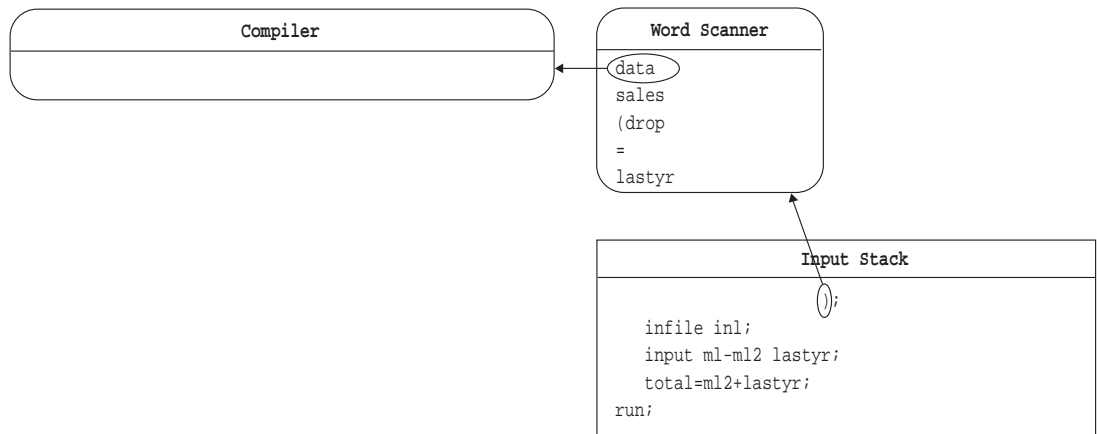 Compiler
Word Scanner
data
sales
(drop
=
lastyr
Input Stack
);
infile inl;
input ml-ml2 lastyr;
total=ml2+lastyr;
run;